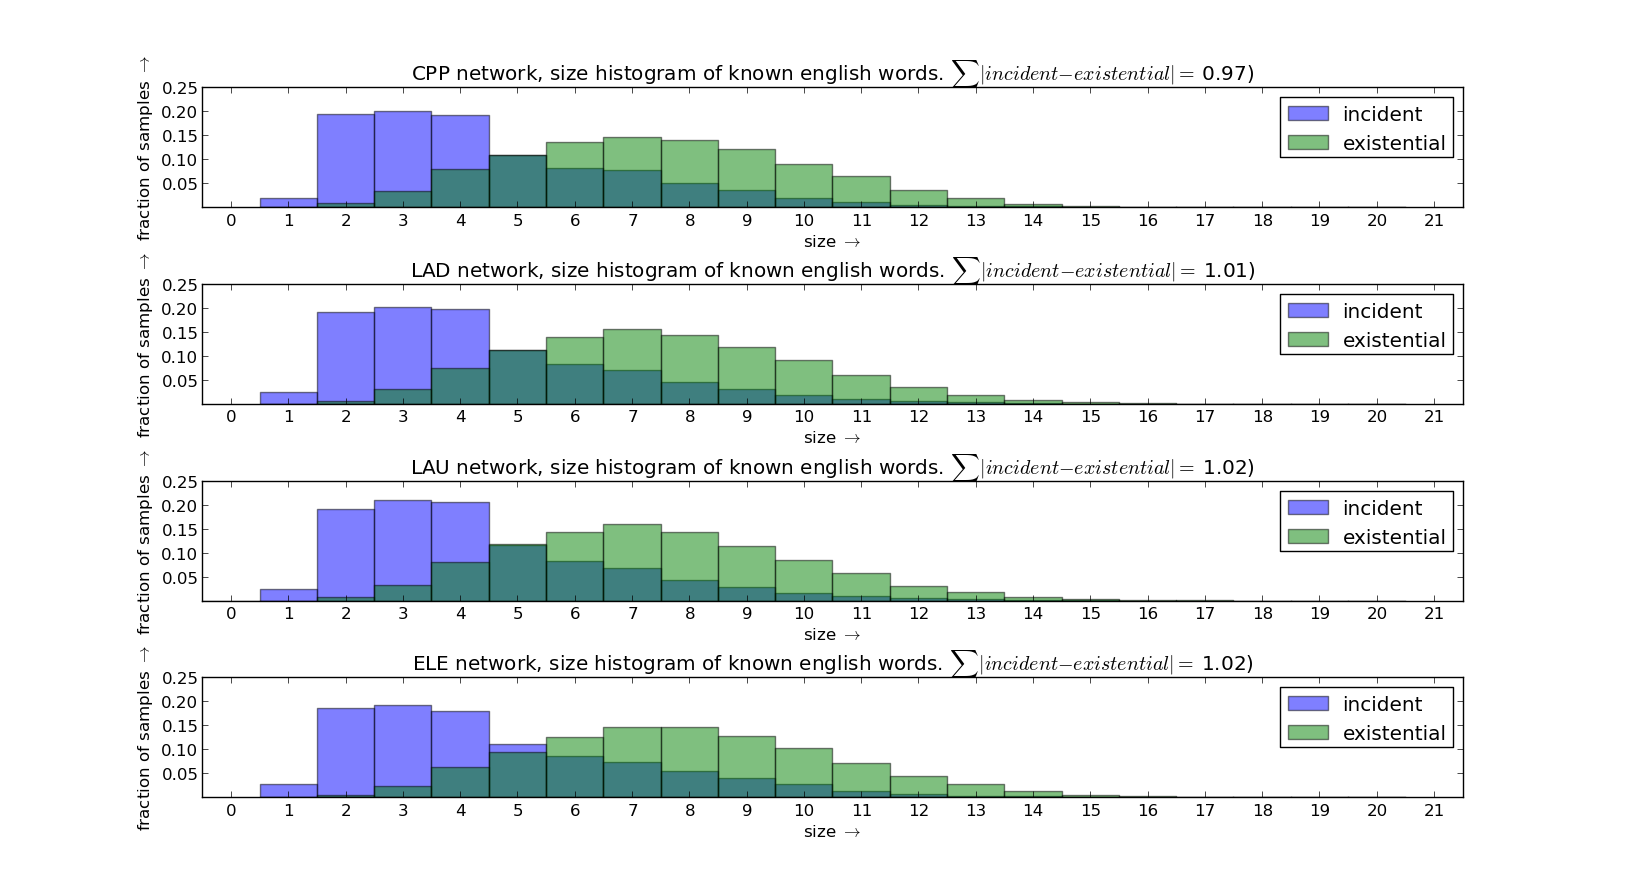 CPP network, size histogram of known english words. ∑|incident−existential| = 0.97)
fraction of samples →
0.25
0.20
0.15
0.10
0.05
incident
existential
0 1 2 3 4 5 6 7 8 9 10 11 12 13 14 15 16 17 18 19 20 21
size →
LAD network, size histogram of known english words. ∑|incident−existential| = 1.01)
fraction of samples →
0.25
0.20
0.15
0.10
0.05
incident
existential
0 1 2 3 4 5 6 7 8 9 10 11 12 13 14 15 16 17 18 19 20 21
size →
LAU network, size histogram of known english words. ∑|incident−existential| = 1.02)
fraction of samples →
0.25
0.20
0.15
0.10
0.05
incident
existential
0 1 2 3 4 5 6 7 8 9 10 11 12 13 14 15 16 17 18 19 20 21
size →
ELE network, size histogram of known english words. ∑|incident−existential| = 1.02)
fraction of samples →
0.25
0.20
0.15
0.10
0.05
incident
existential
0 1 2 3 4 5 6 7 8 9 10 11 12 13 14 15 16 17 18 19 20 21
size →